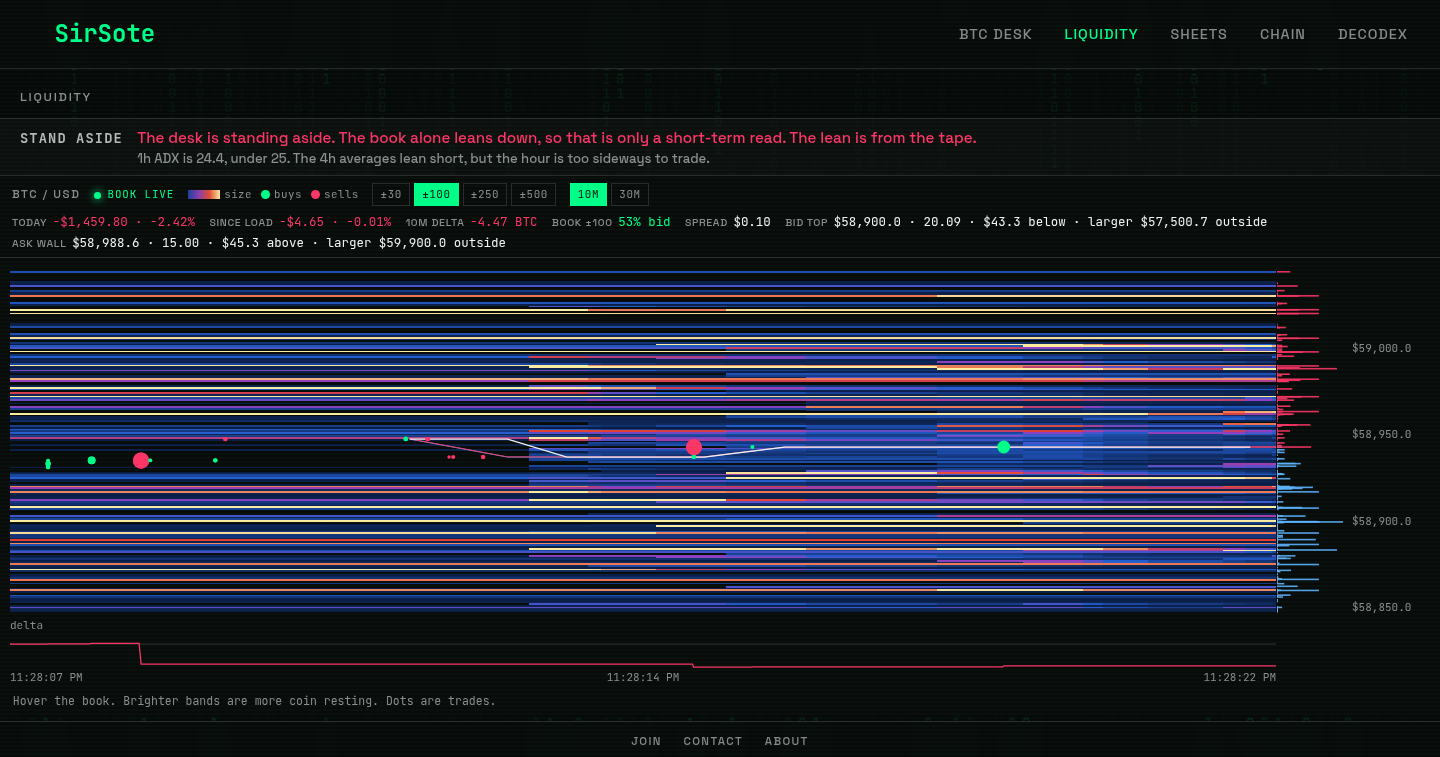 SirSote
BTC DESK LIQUIDITY SHEETS CHAIN DECODEX
LIQUIDITY
STAND ASIDE The desk is standing aside. The book alone leans down, so that is only a short-term read. The lean is from the tape.
1h ADX is 24.4, under 25. The 4h averages lean short, but the hour is too sideways to trade.
BTC / USD BOOK LIVE size buys sells ±30 ±100 ±250 ±500 10M 30M
TODAY -$1,459.80 · -2.42% SINCE LOAD -$4.65 · -0.01% 10M DELTA -4.47 BTC BOOK ±100 53% bid SPREAD $0.10 BID TOP $58,900.0 · 20.09 · $43.3 below · larger $57,500.7 outside
ASK WALL $58,988.6 · 15.00 · $45.3 above · larger $59,900.0 outside
$59,000.0
$58,950.0
$58,900.0
$58,850.0
delta
11:28:07 PM 11:28:14 PM 11:28:22 PM
Hover the book. Brighter bands are more coin resting. Dots are trades.
JOIN CONTACT ABOUT